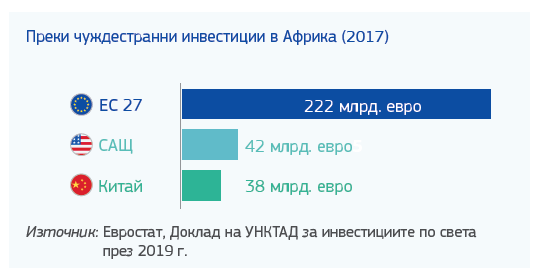 Преки чуждестранни инвестиции в Африка (2017)
ЕС 27 222 млрд. евро
САЩ 42 млрд. евро
Китай 38 млрд. евро
Източник: Евростат, Доклад на УНКТАД за инвестициите по света
през 2019 г.